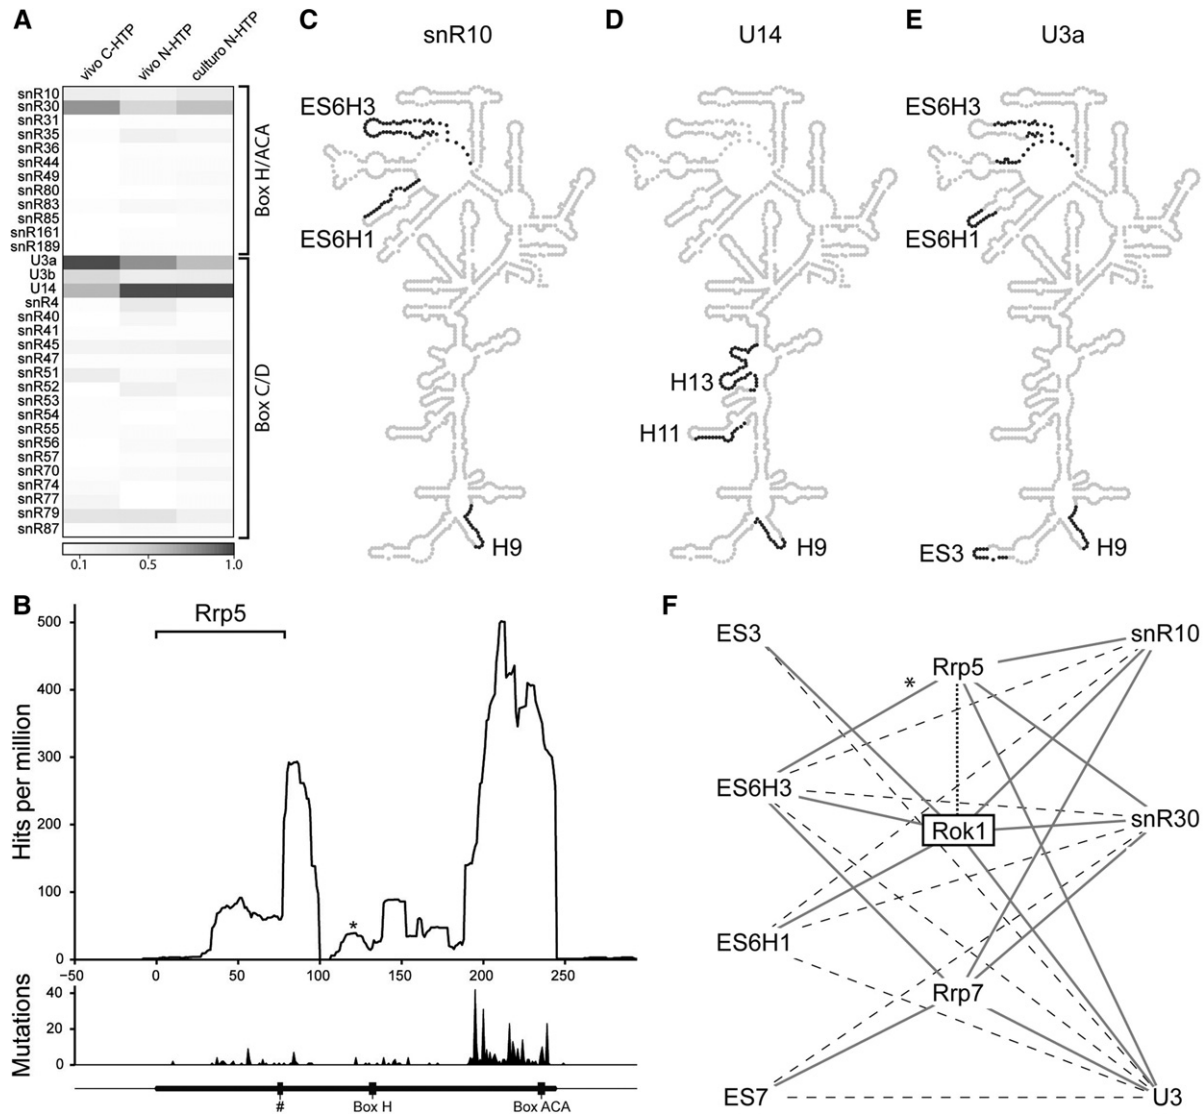 A
vivo C-HTP
vivo N-HTP
culturo N-HTP
snR10
snR30
snR31
snR35
snR36
snR44
snR49
snR80
snR83
snR85
snR161
snR189
U3a
U3b
U14
snR4
snR40
snR41
snR45
snR47
snR51
snR52
snR53
snR54
snR55
snR56
snR57
snR70
snR74
snR77
snR79
snR87
Box H/ACA
Box C/D
0.1 0.5 1.0
C
snR10
ES6H3
ES6H1
H9
D
U14
H13
H11
H9
E
U3a
ES6H3
ES6H1
ES3
H9
B
Rrp5
Hits per million
500
400
300
200
100
0
*
−50 0 50 100 150 200 250
Mutations
40
20
0
# Box H Box ACA
F
ES3
ES6H3
ES6H1
ES7
Rrp5
*
Rok1
Rrp7
snR10
snR30
U3